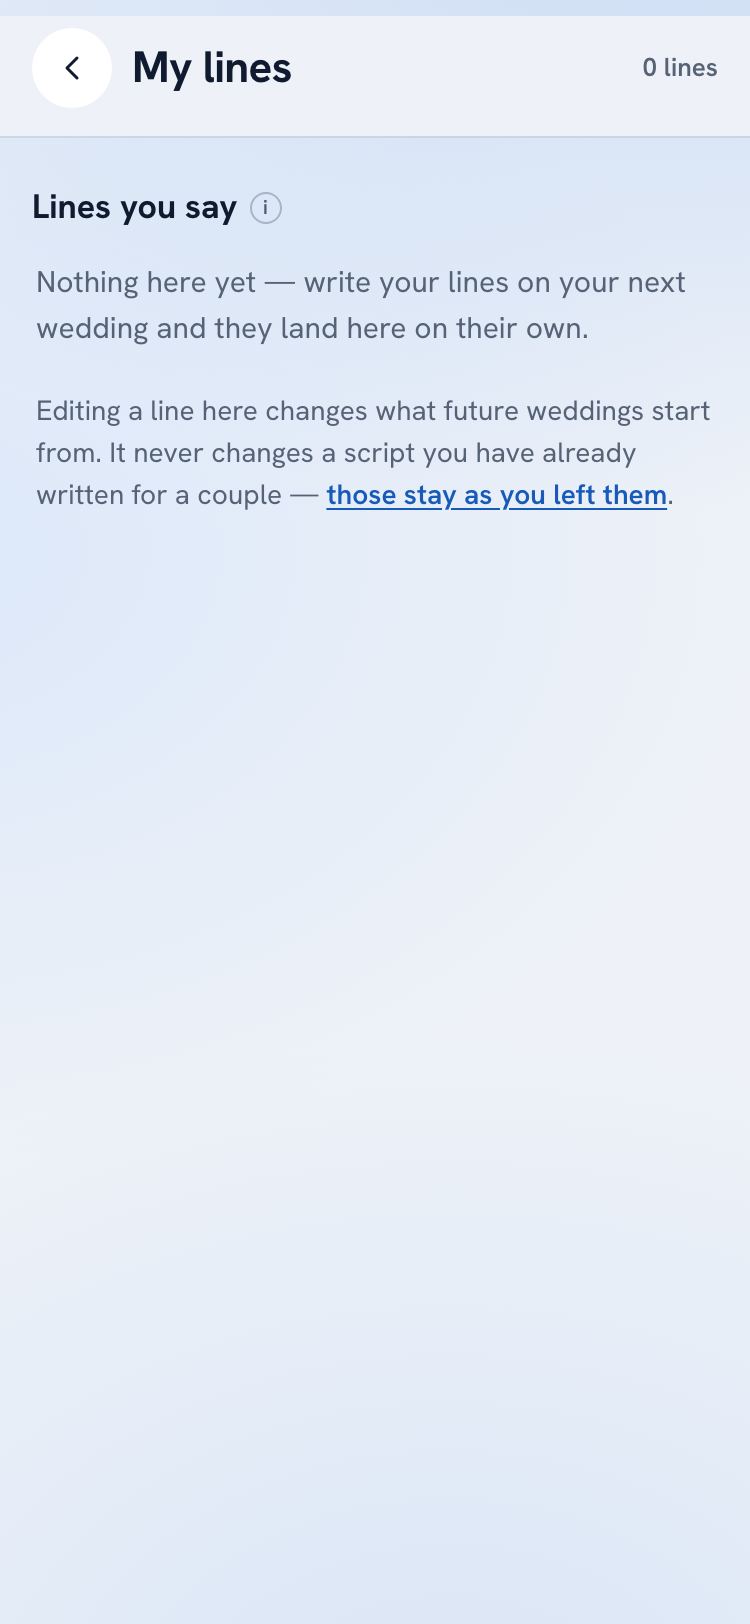 My lines
0 lines
Lines you say
i
Nothing here yet — write your lines on your next
wedding and they land here on their own.
Editing a line here changes what future weddings start
from. It never changes a script you have already
written for a couple — those stay as you left them.